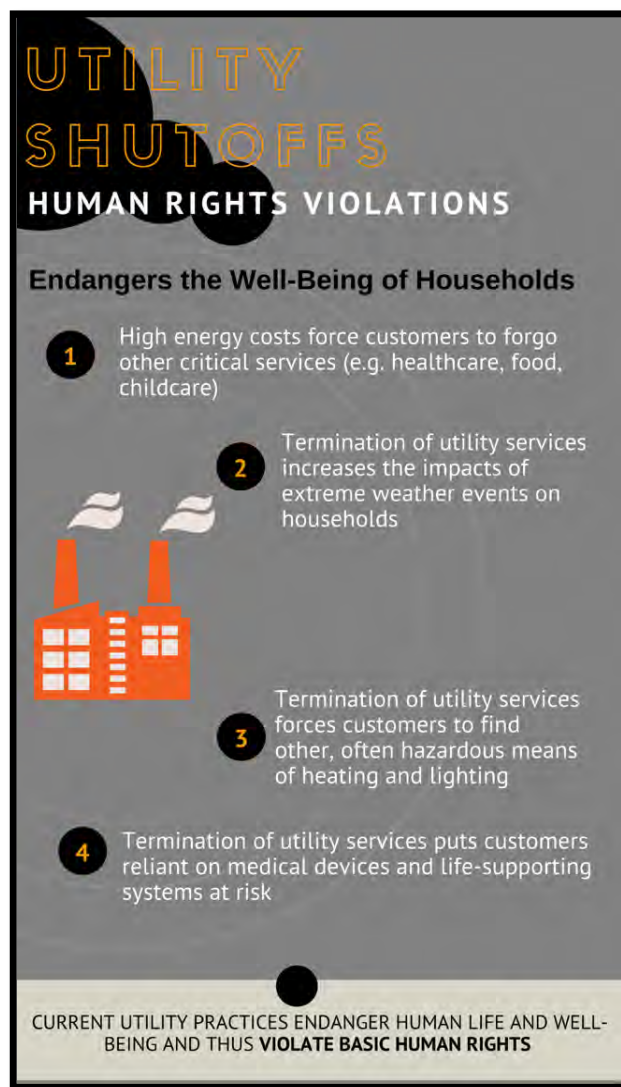 UTILITY
SHUTOFFS
HUMAN RIGHTS VIOLATIONS
Endangers the Well-Being of Households
1
High energy costs force customers to forgo
other critical services (e.g. healthcare, food,
childcare)
2
Termination of utility services
increases the impacts of
extreme weather events on
households
3
Termination of utility services
forces customers to find
other, often hazardous means
of heating and lighting
4
Termination of utility services puts customers
reliant on medical devices and life-supporting
systems at risk
CURRENT UTILITY PRACTICES ENDANGER HUMAN LIFE AND WELL-
BEING AND THUS VIOLATE BASIC HUMAN RIGHTS